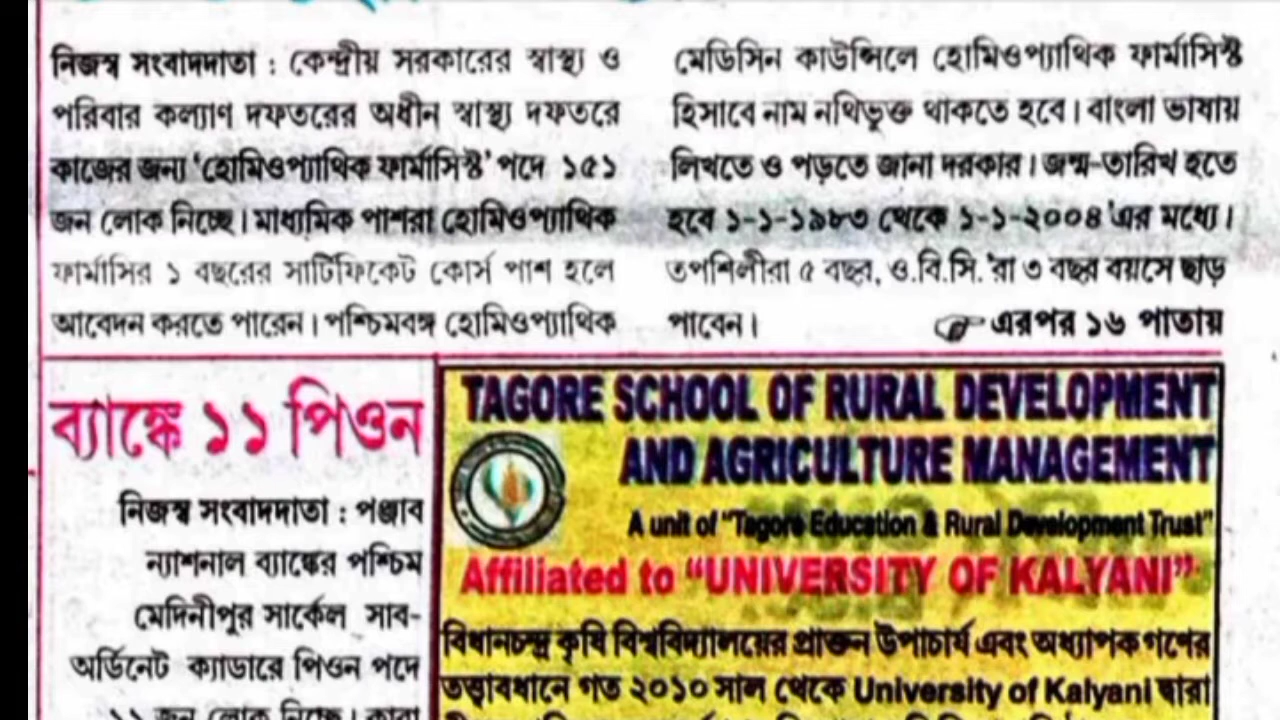 নিজস্ব সংবাদদাতা : কেন্দ্রীয় সরকারের স্বাস্থ্য ও
পরিবার কল্যাণ দফতরের অধীন স্বাস্থ্য দফতরে
কাজের জন্য 'হোমিওপ্যাথিক ফার্মাসিস্ট' পদে ১৫১
জন লোক নিচ্ছে। মাধ্যমিক পাশরা হোমিওপ্যাথিক
ফার্মাসির ১ বছরের সার্টিফিকেট কোর্স পাশ হলে
আবেদন করতে পারেন। পশ্চিমবঙ্গ হোমিওপ্যাথিক
মেডিসিন কাউন্সিলে হোমিওপ্যাথিক ফার্মাসিস্ট
হিসাবে নাম নথিভুক্ত থাকতে হবে। বাংলা ভাষায়
লিখতে ও পড়তে জানা দরকার। জন্ম-তারিখ হতে
হবে ১-১-১৯৮৩ থেকে ১-১-২০০৪'এর মধ্যে।
তপশিলীরা ৫ বছর, ও.বি.সি.'রা ৩ বছর বয়সে ছাড়
পাবেন। এরপর ১৬ পাতায়
ব্যাঙ্কে ১১ পিওন
নিজস্ব সংবাদদাতা : পঞ্জাব
ন্যাশনাল ব্যাঙ্কের পশ্চিম
মেদিনীপুর সার্কেল সাব-
অর্ডিনেট ক্যাডারে পিওন পদে
১১ জন লোক নিচ্ছে। কারা
TAGORE SCHOOL OF RURAL DEVELOPMENT
AND AGRICULTURE MANAGEMENT
A unit of "Tagore Education & Rural Development Trust"
Affiliated to "UNIVERSITY OF KALYANI"
বিধানচন্দ্র কৃষি বিশ্ববিদ্যালয়ের প্রাক্তন উপাচার্য এবং অধ্যাপক গণের
তত্ত্বাবধানে গত ২০১০ সাল থেকে University of Kalyani দ্বারা